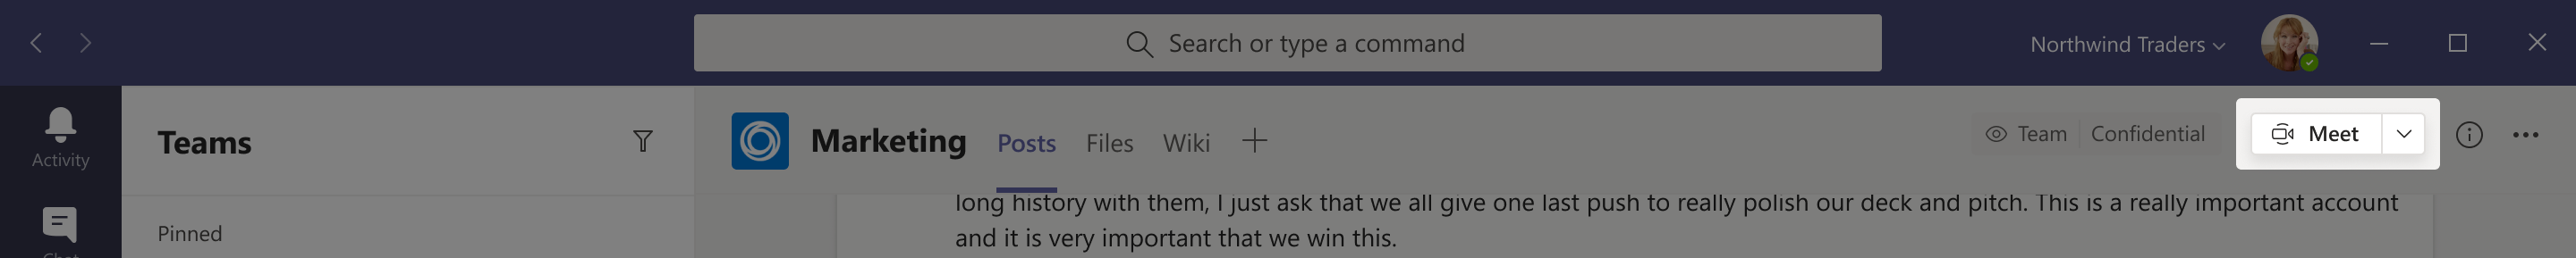 Search or type a command
Northwind Traders
Activity
Teams
Marketing Posts Files Wiki
Team Confidential
Meet
Pinned
long history with them, I just ask that we all give one last push to really polish our deck and pitch. This is a really important account
and it is very important that we win this.
Chat